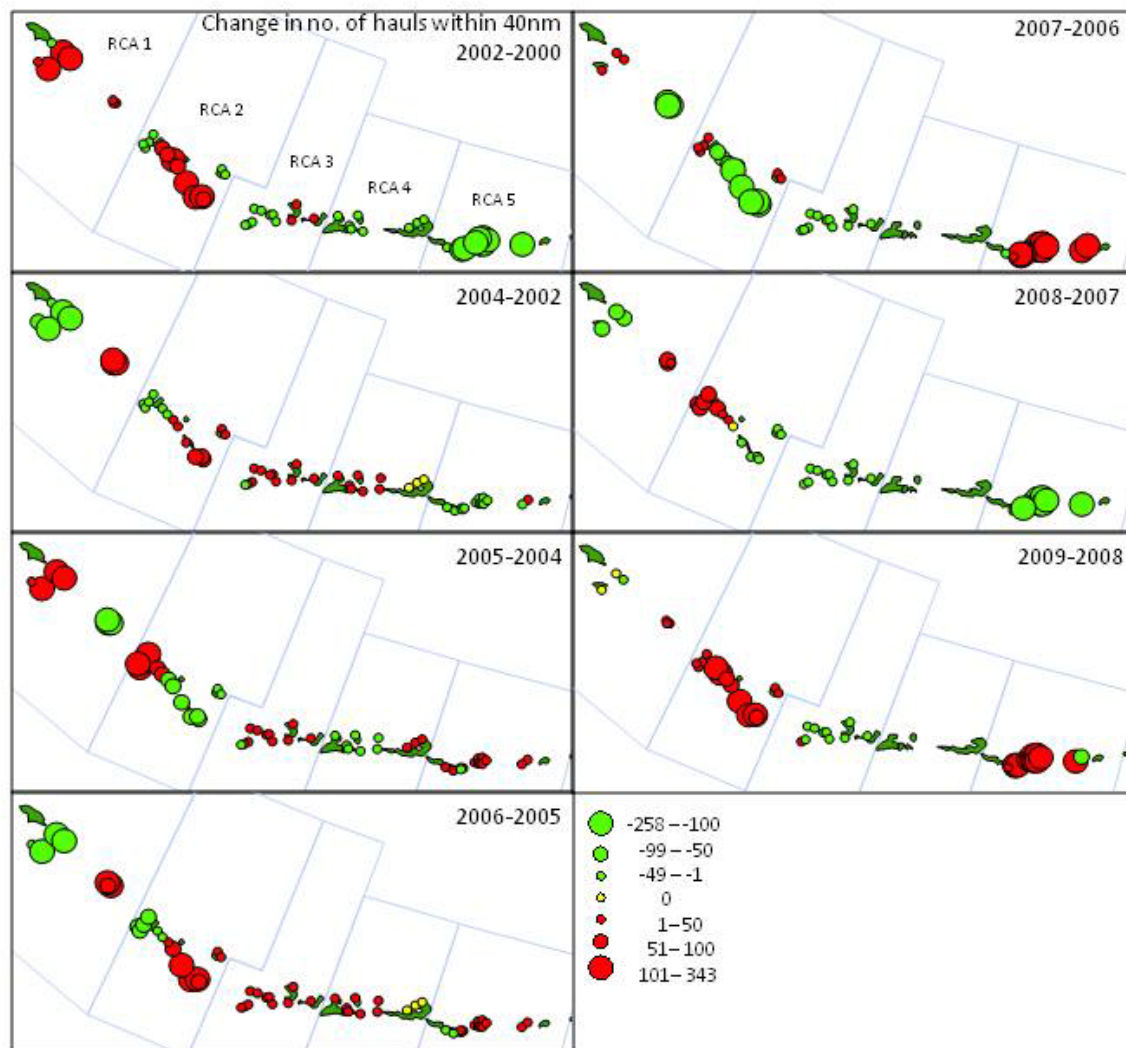 Change in no. of hauls within 40nm
2002-2000
RCA 1
RCA 2
RCA 3
RCA 4
RCA 5
2007-2006
2004-2002
2008-2007
2005-2004
2009-2008
2006-2005
-258 – -100
-99 – -50
-49 – -1
0
1 – 50
51 – 100
101 – 343